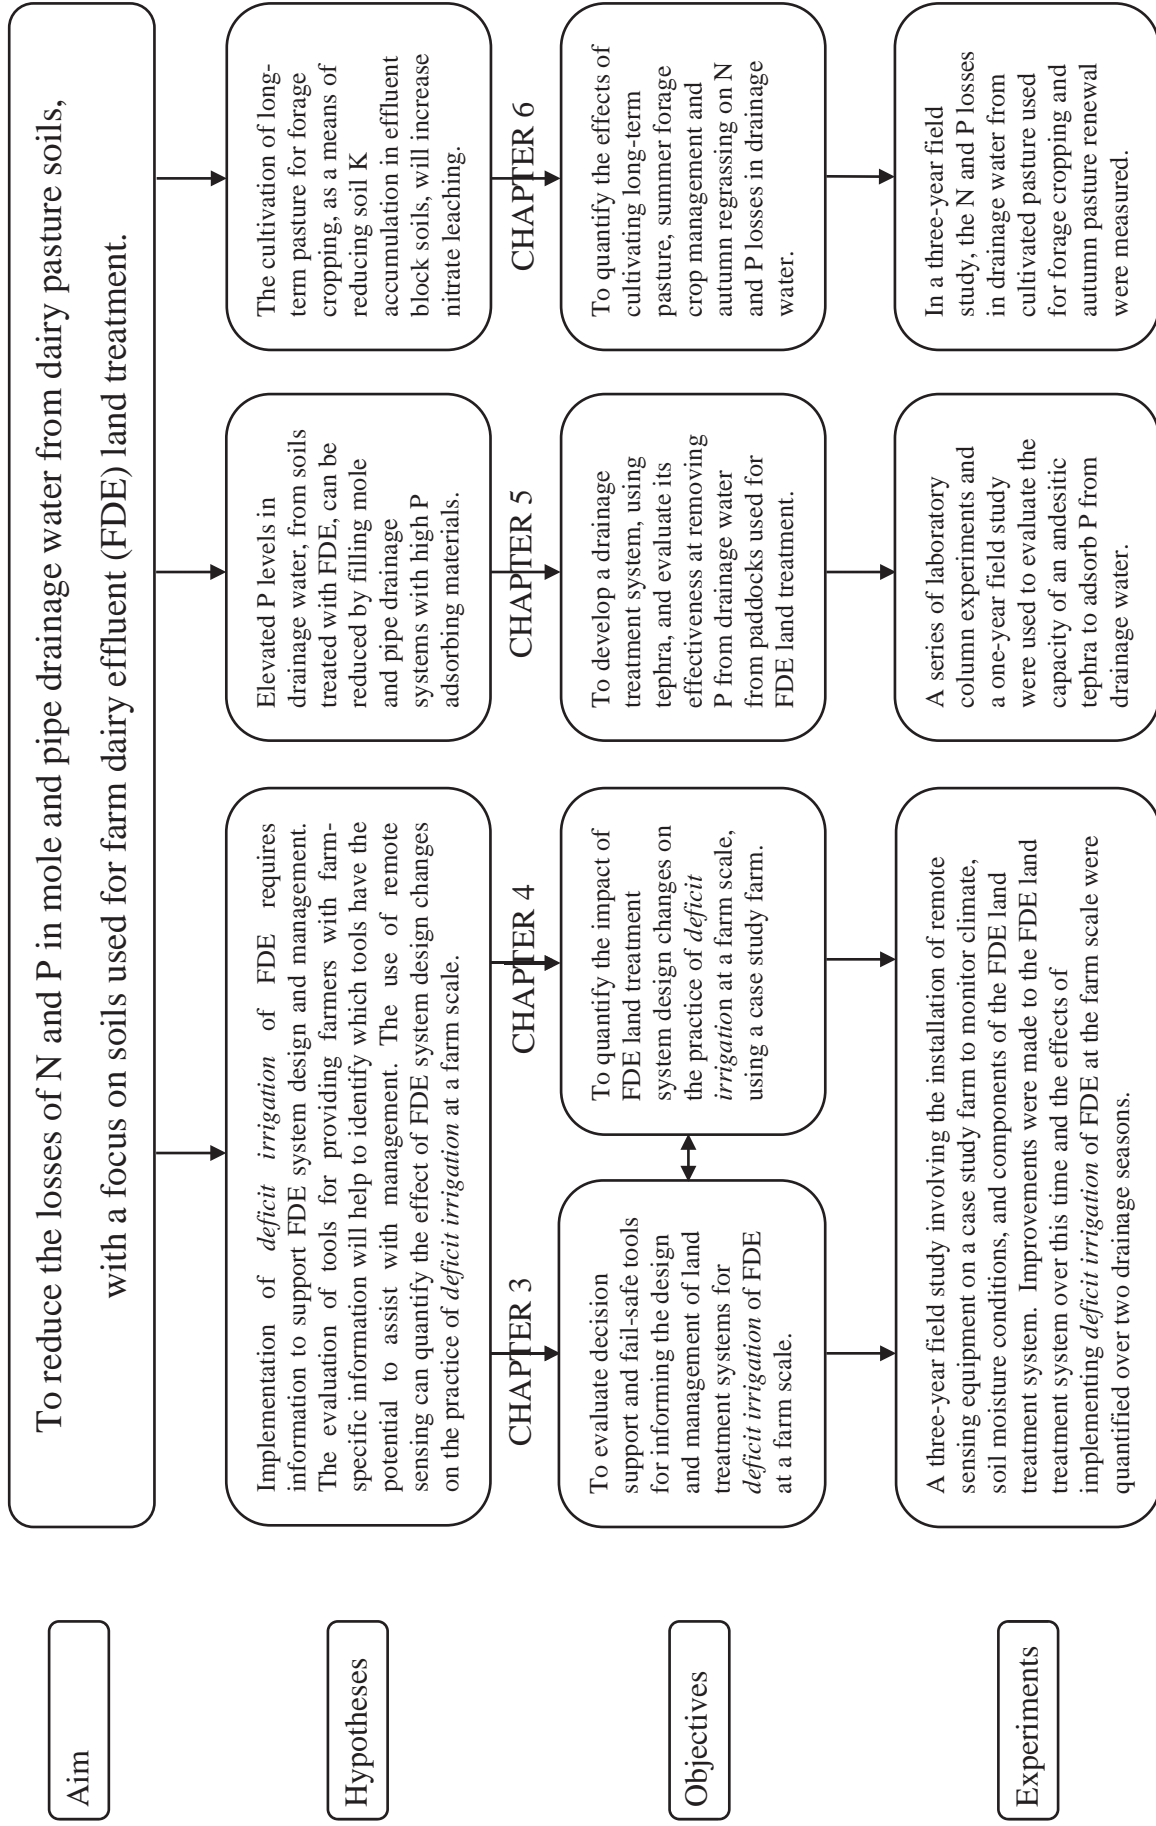 Aim
To reduce the losses of N and P in mole and pipe drainage water from dairy pasture soils,
with a focus on soils used for farm dairy effluent (FDE) land treatment.
Hypotheses
Implementation of deficit irrigation of FDE requires
information to support FDE system design and management.
The evaluation of tools for providing farmers with farm-
specific information will help to identify which tools have the
potential to assist with management. The use of remote
sensing can quantify the effect of FDE system design changes
on the practice of deficit irrigation at a farm scale.
Elevated P levels in
drainage water, from soils
treated with FDE, can be
reduced by filling mole
and pipe drainage
systems with high P
adsorbing materials.
The cultivation of long-
term pasture for forage
cropping, as a means of
reducing soil K
accumulation in effluent
block soils, will increase
nitrate leaching.
CHAPTER 3
CHAPTER 4
CHAPTER 5
CHAPTER 6
Objectives
To evaluate decision
support and fail-safe tools
for informing the design
and management of land
treatment systems for
deficit irrigation of FDE
at a farm scale.
To quantify the impact of
FDE land treatment
system design changes on
the practice of deficit
irrigation at a farm scale,
using a case study farm.
To develop a drainage
treatment system, using
tephra, and evaluate its
effectiveness at removing
P from drainage water
from paddocks used for
FDE land treatment.
To quantify the effects of
cultivating long-term
pasture, summer forage
crop management and
autumn regrassing on N
and P losses in drainage
water.
Experiments
A three-year field study involving the installation of remote
sensing equipment on a case study farm to monitor climate,
soil moisture conditions, and components of the FDE land
treatment system. Improvements were made to the FDE land
treatment system over this time and the effects of
implementing deficit irrigation of FDE at the farm scale were
quantified over two drainage seasons.
A series of laboratory
column experiments and
a one-year field study
were used to evaluate the
capacity of an andesitic
tephra to adsorb P from
drainage water.
In a three-year field
study, the N and P losses
in drainage water from
cultivated pasture used
for forage cropping and
autumn pasture renewal
were measured.